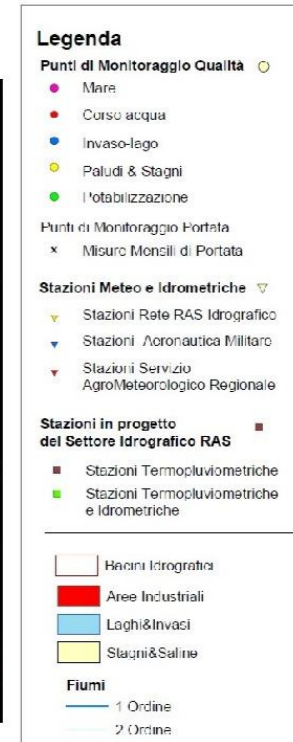 Legenda
Punti di Monitoraggio Qualità
Mare
Corso acqua
Invaso-lago
Paludi & Stagni
Potabilizzazione
Punti di Monitoraggio Portata
Misure Mensili di Portata
Stazioni Meteo e Idrometriche
Stazioni Rete RAS Idrografico
Stazioni Aeronautica Militare
Stazioni Servizio
AgroMeteorologico Regionale
Stazioni in progetto
del Settore Idrografico RAS
Stazioni Termopluviometriche
Stazioni Termopluviometriche
e Idrometriche
Bacini Idrografici
Aree Industriali
Laghi&Invasi
Stagni&Saline
Fiumi
1 Ordine
2 Ordine